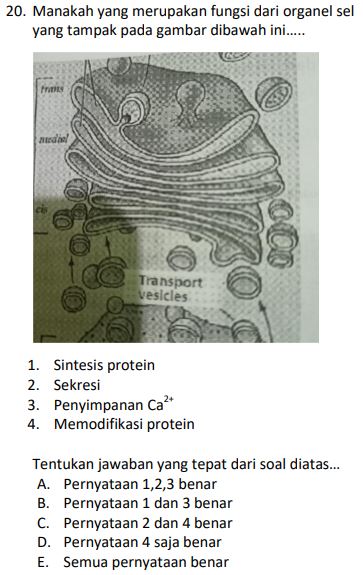 20. Manakah yang merupakan fungsi dari organel sel
yang tampak pada gambar dibawah ini.....
trans
medial
cis
Transport
vesicles
1. Sintesis protein
2. Sekresi
3. Penyimpanan Ca²⁺
4. Memodifikasi protein
Tentukan jawaban yang tepat dari soal diatas...
A. Pernyataan 1,2,3 benar
B. Pernyataan 1 dan 3 benar
C. Pernyataan 2 dan 4 benar
D. Pernyataan 4 saja benar
E. Semua pernyataan benar